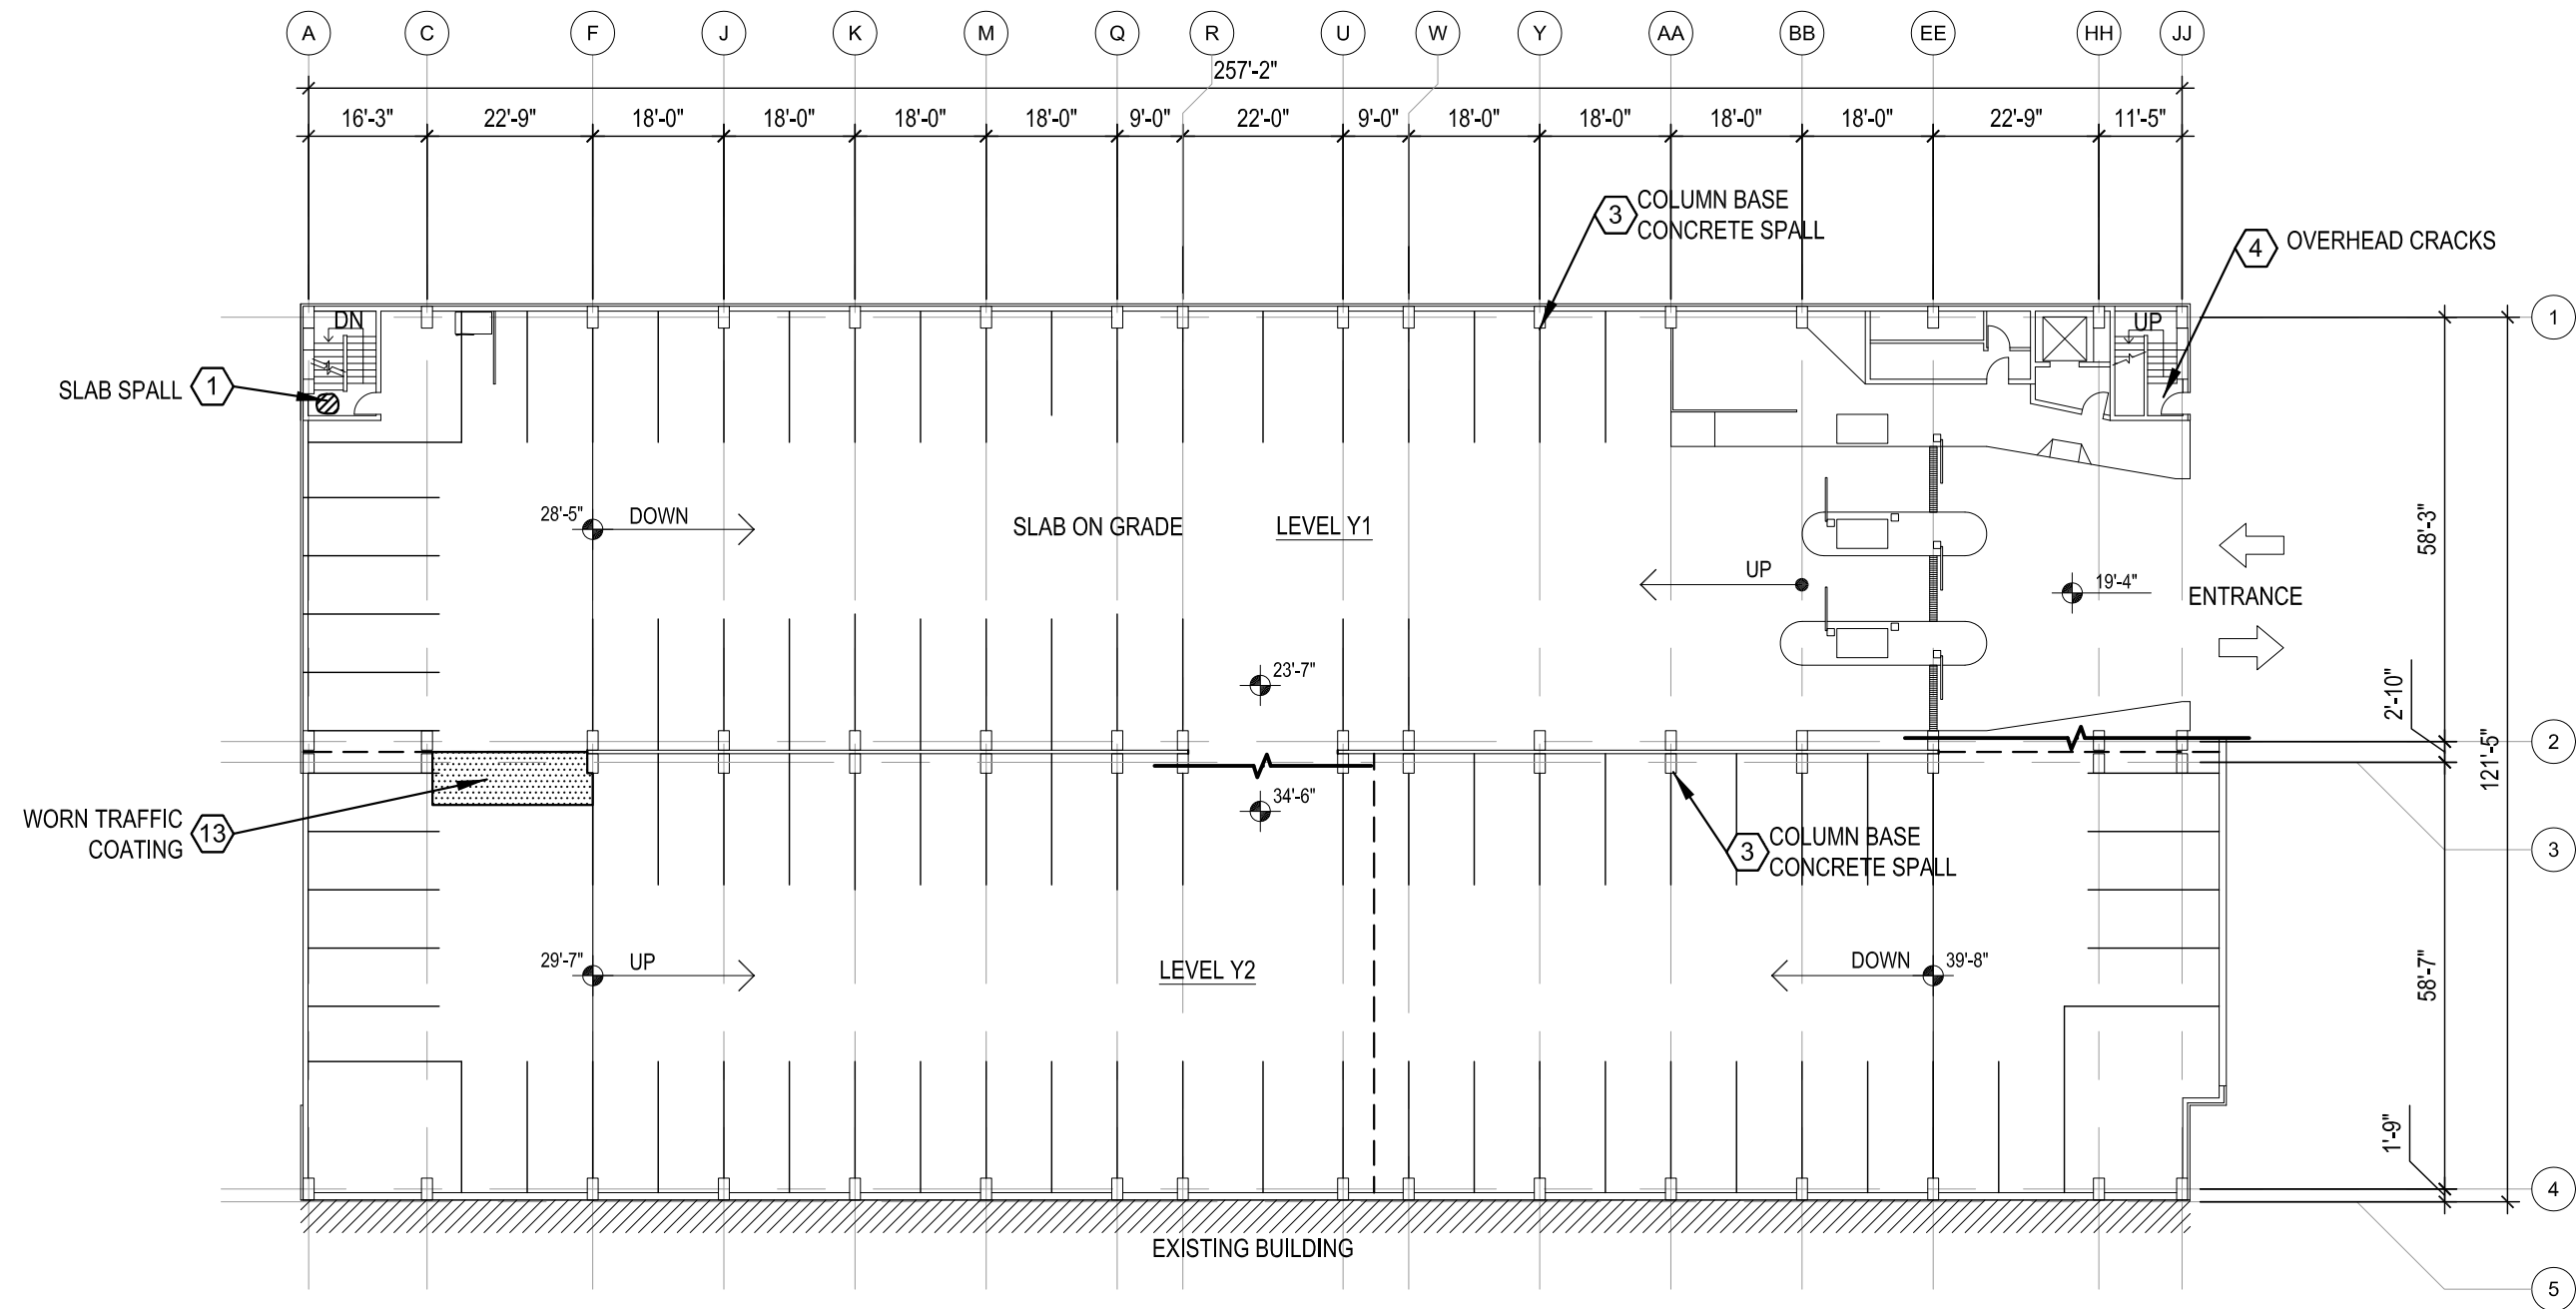 A C F J K M Q R U W Y AA BB EE HH JJ
257'-2"
16'-3" 22'-9" 18'-0" 18'-0" 18'-0" 18'-0" 9'-0" 22'-0" 9'-0" 18'-0" 18'-0" 18'-0" 18'-0" 22'-9" 11'-5"
3 COLUMN BASE
CONCRETE SPALL
4 OVERHEAD CRACKS
DN
UP
1
SLAB SPALL 1
28'-5" DOWN
SLAB ON GRADE
LEVEL Y1
58'-3"
UP
19'-4"
ENTRANCE
23'-7"
2'-10"
2
121'-5"
34'-6"
WORN TRAFFIC
COATING
13
3 COLUMN BASE
CONCRETE SPALL
3
29'-7" UP
LEVEL Y2
DOWN 39'-8"
58'-7"
1'-9"
4
EXISTING BUILDING
5